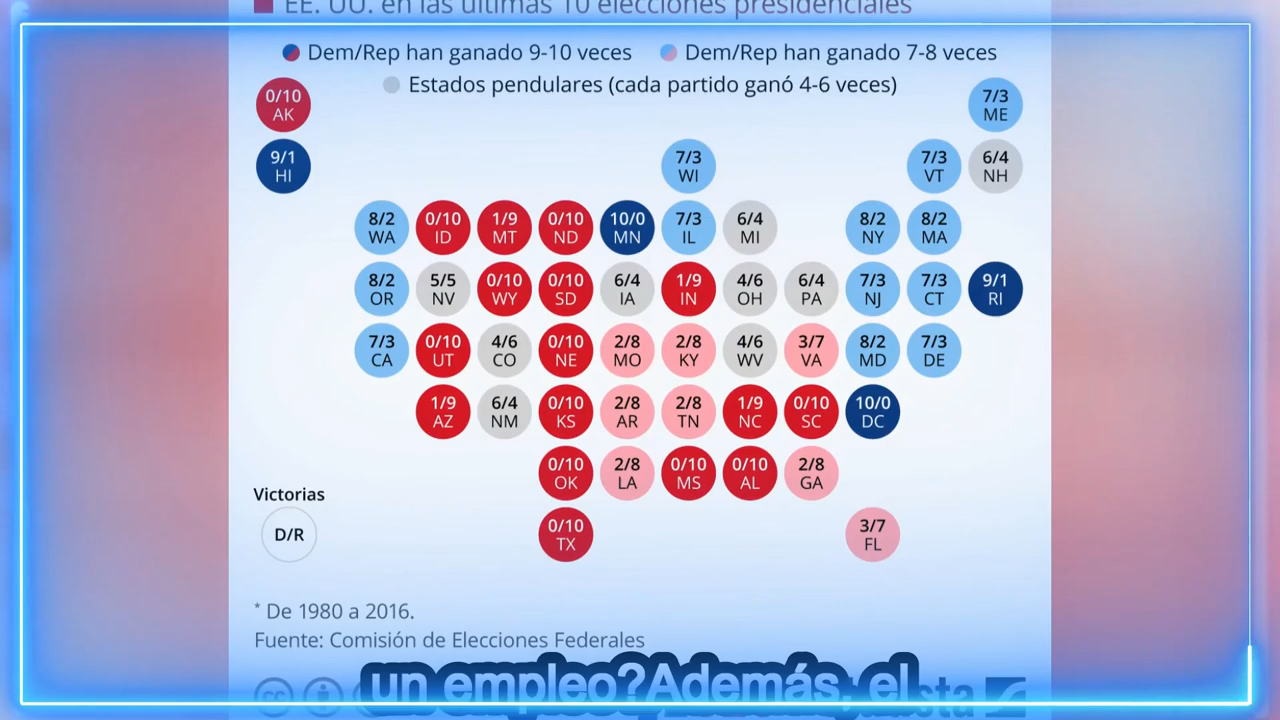 EE. UU. en las últimas 10 elecciones presidenciales
Dem/Rep han ganado 9-10 veces
Dem/Rep han ganado 7-8 veces
Estados pendulares (cada partido ganó 4-6 veces)
0/10
AK
7/3
ME
9/1
HI
7/3
WI
7/3
VT
6/4
NH
8/2
WA
0/10
ID
1/9
MT
0/10
ND
10/0
MN
7/3
IL
6/4
MI
8/2
NY
8/2
MA
8/2
OR
5/5
NV
0/10
WY
0/10
SD
6/4
IA
1/9
IN
4/6
OH
6/4
PA
7/3
NJ
7/3
CT
9/1
RI
7/3
CA
0/10
UT
4/6
CO
0/10
NE
2/8
MO
2/8
KY
4/6
WV
3/7
VA
8/2
MD
7/3
DE
1/9
AZ
6/4
NM
0/10
KS
2/8
AR
2/8
TN
1/9
NC
0/10
SC
10/0
DC
0/10
OK
2/8
LA
0/10
MS
0/10
AL
2/8
GA
Victorias
D/R
0/10
TX
3/7
FL
* De 1980 a 2016.
Fuente: Comisión de Elecciones Federales
un empleo?Además, el